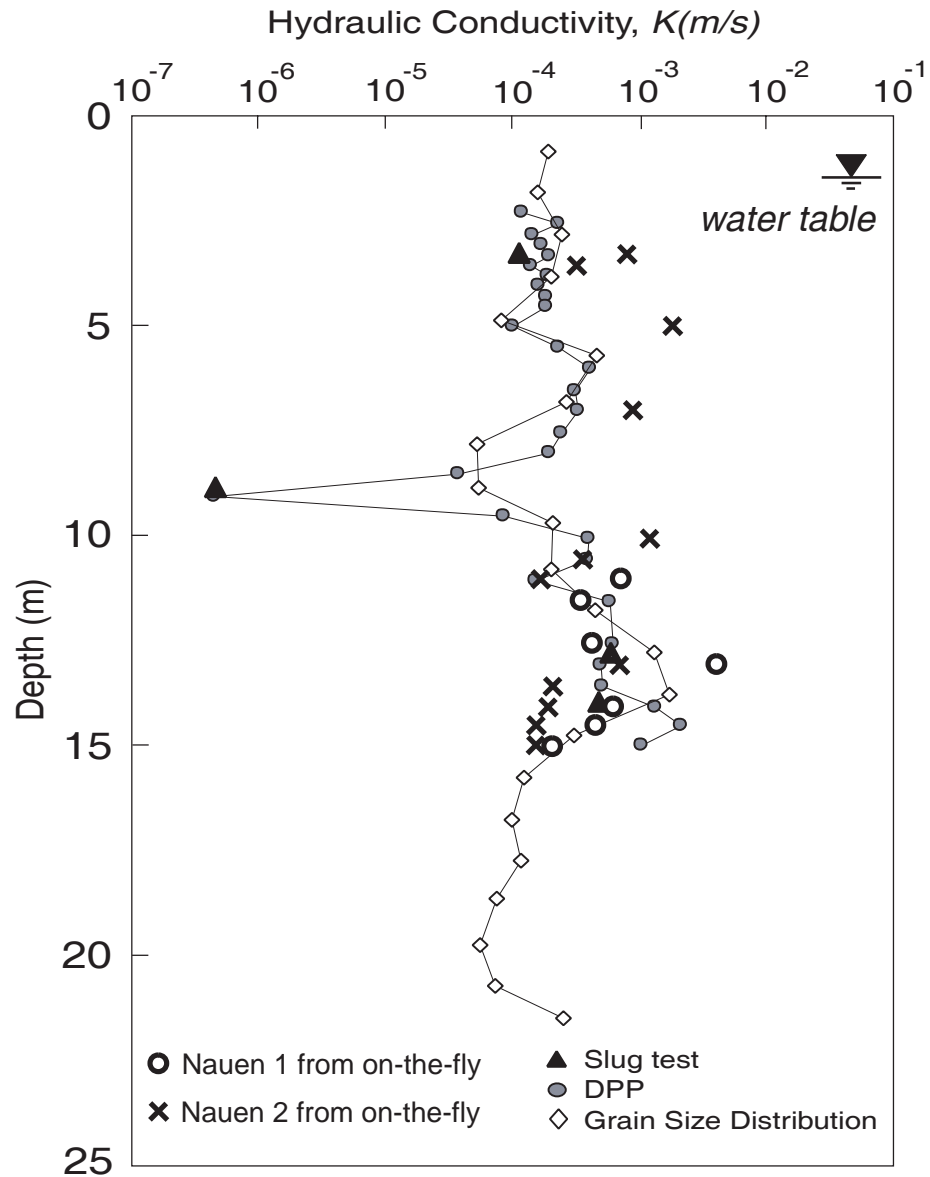 Hydraulic Conductivity, K(m/s)
10-7 10-6 10-5 10-4 10-3 10-2 10-1
0
water table
5
10
Depth (m)
15
20
Nauen 1 from on-the-fly
Nauen 2 from on-the-fly
Slug test
DPP
Grain Size Distribution
25